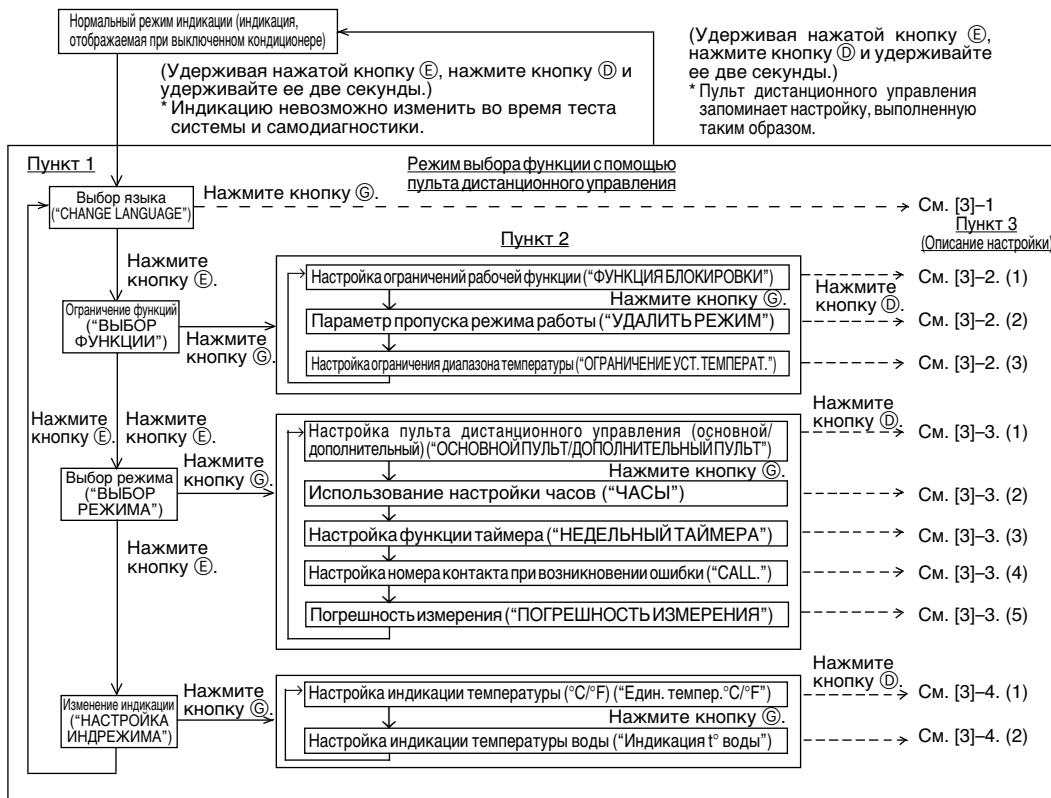 Нормальный режим индикации (индикация,
отображаемая при выключенном кондиционере)
(Удерживая нажатой кнопку Ⓔ, нажмите кнопку Ⓓ и
удерживайте ее две секунды.)
* Индикацию невозможно изменить во время теста
системы и самодиагностики.
(Удерживая нажатой кнопку Ⓔ,
нажмите кнопку Ⓓ и удерживайте
ее две секунды.)
* Пульт дистанционного управления
запоминает настройку, выполненную
таким образом.
Пункт 1
Режим выбора функции с помощью
пульта дистанционного управления
Выбор языка
(“CHANGE LANGUAGE”)
Нажмите кнопку Ⓖ.
См. [3]–1
Пункт 2
Пункт 3
(Описание настройки)
Нажмите
кнопку Ⓔ.
Ограничение функций
(“ВЫБОР
ФУНКЦИИ”)
Нажмите
кнопку Ⓖ.
Настройка ограничений рабочей функции (“ФУНКЦИЯ БЛОКИРОВКИ”)
См. [3]–2. (1)
Нажмите кнопку Ⓖ.
Нажмите
кнопку Ⓓ.
Параметр пропуска режима работы (“УДАЛИТЬ РЕЖИМ”)
См. [3]–2. (2)
Настройка ограничения диапазона температуры (“ОГРАНИЧЕНИЕ УСТ. ТЕМПЕРАТ.”)
См. [3]–2. (3)
Нажмите
кнопку Ⓔ.
Нажмите
кнопку Ⓔ.
Выбор режима
(“ВЫБОР
РЕЖИМА”)
Нажмите
кнопку Ⓖ.
Нажмите
кнопку Ⓓ.
Настройка пульта дистанционного управления (основной/
дополнительный) (“ОСНОВНОЙ ПУЛЬТ/ДОПОЛНИТЕЛЬНЫЙ ПУЛЬТ”)
См. [3]–3. (1)
Нажмите кнопку Ⓖ.
Использование настройки часов (“ЧАСЫ”)
См. [3]–3. (2)
Настройка функции таймера (“НЕДЕЛЬНЫЙ ТАЙМЕРА”)
См. [3]–3. (3)
Нажмите
кнопку Ⓔ.
Настройка номера контакта при возникновении ошибки (“CALL.”)
См. [3]–3. (4)
Погрешность измерения (“ПОГРЕШНОСТЬ ИЗМЕРЕНИЯ”)
См. [3]–3. (5)
Изменение индикации
(“НАСТРОЙКА
ИНДРЕЖИМА”)
Нажмите
кнопку Ⓖ.
Нажмите
кнопку Ⓓ.
Настройка индикации температуры (°C/°F) (“Един. темпер.°C/°F”)
См. [3]–4. (1)
Нажмите кнопку Ⓖ.
Настройка индикации температуры воды (“Индикация t° воды”)
См. [3]–4. (2)